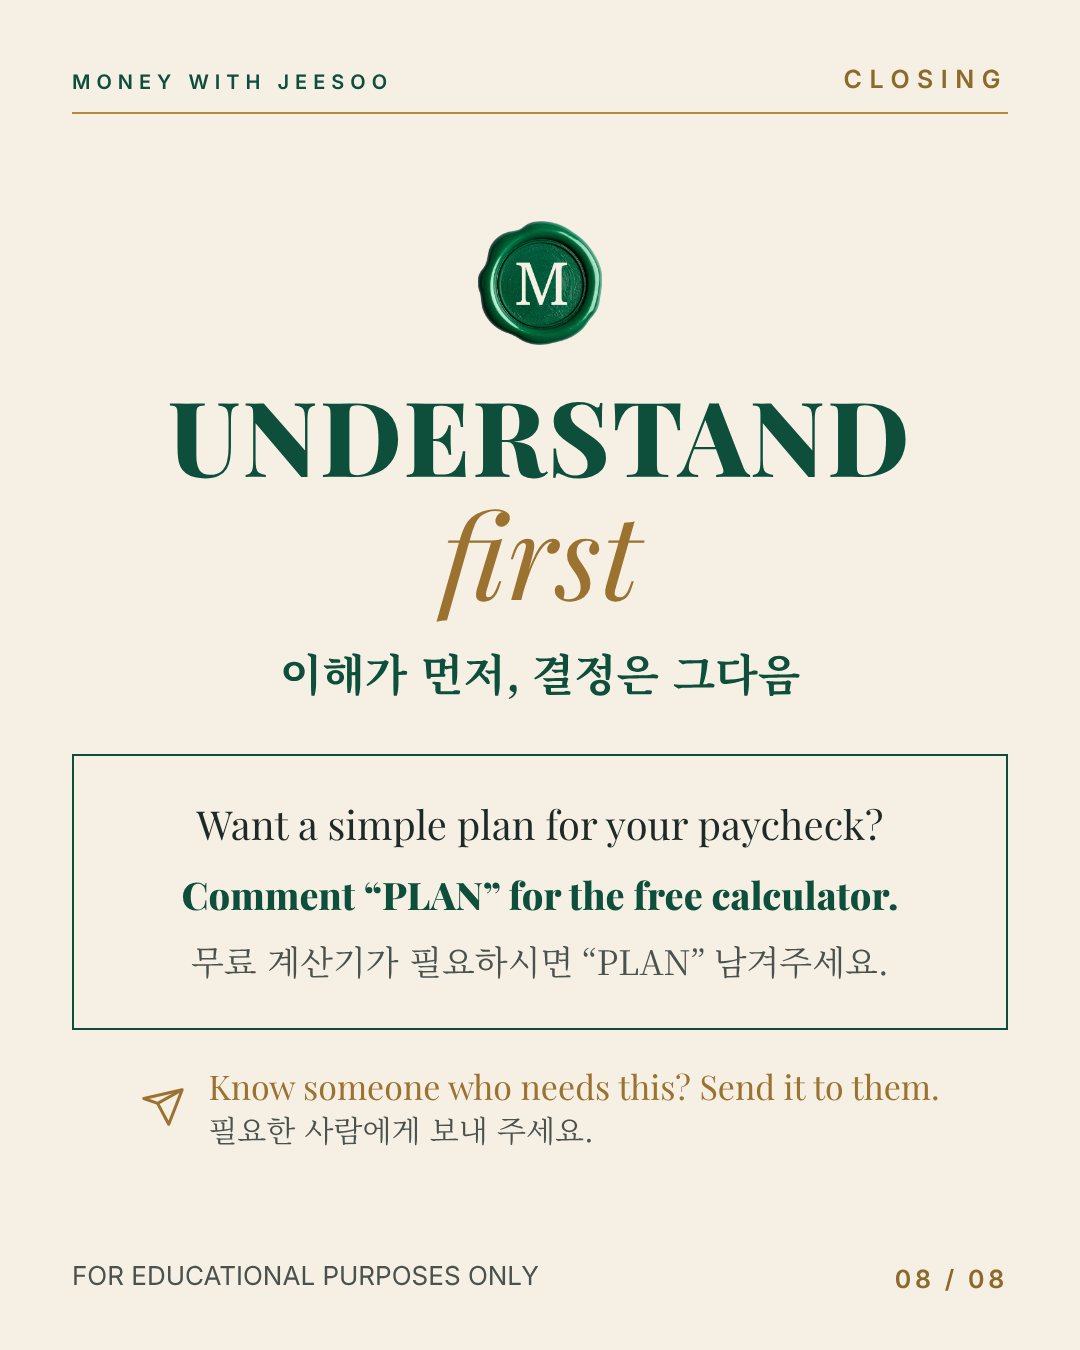 MONEY WITH JEESOO
CLOSING
M
UNDERSTAND
first
이해가 먼저, 결정은 그다음
Want a simple plan for your paycheck?
Comment “PLAN” for the free calculator.
무료 계산기가 필요하시면 “PLAN” 남겨주세요.
Know someone who needs this? Send it to them.
필요한 사람에게 보내 주세요.
FOR EDUCATIONAL PURPOSES ONLY
08 / 08